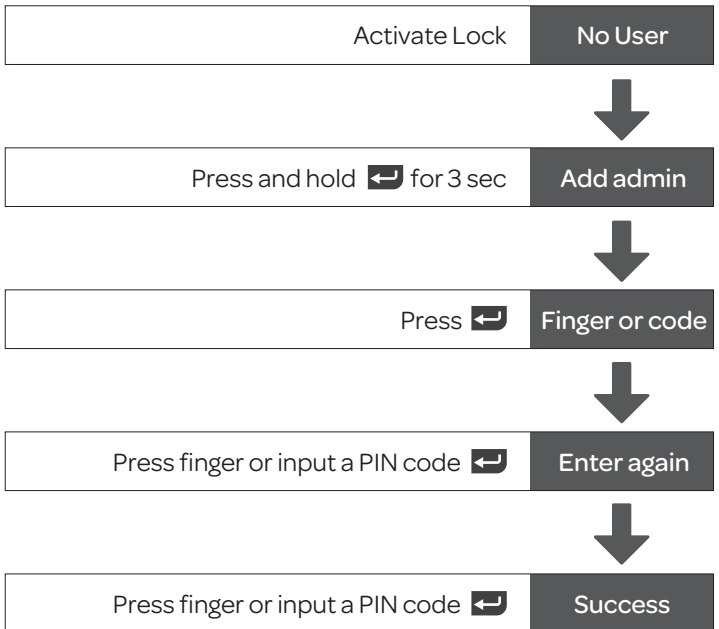 Activate Lock No User
Press and hold for 3 sec Add admin
Press Finger or code
Press finger or input a PIN code Enter again
Press finger or input a PIN code Success